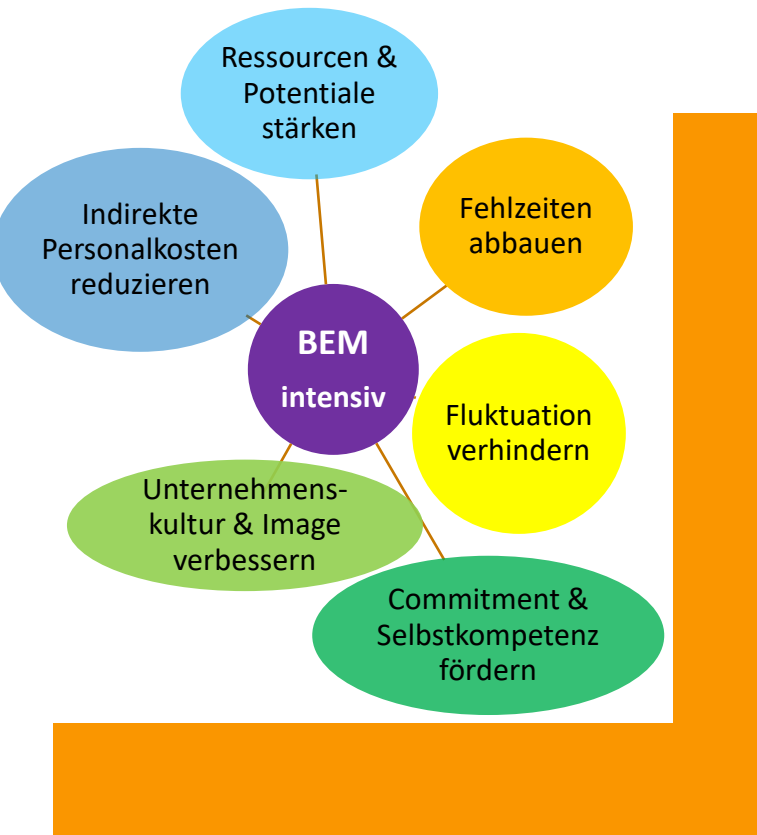 Ressourcen &
Potentiale
stärken
Indirekte
Personalkosten
reduzieren
Fehlzeiten
abbauen
BEM
intensiv
Fluktuation
verhindern
Unternehmens-
kultur & Image
verbessern
Commitment &
Selbstkompetenz
fördern